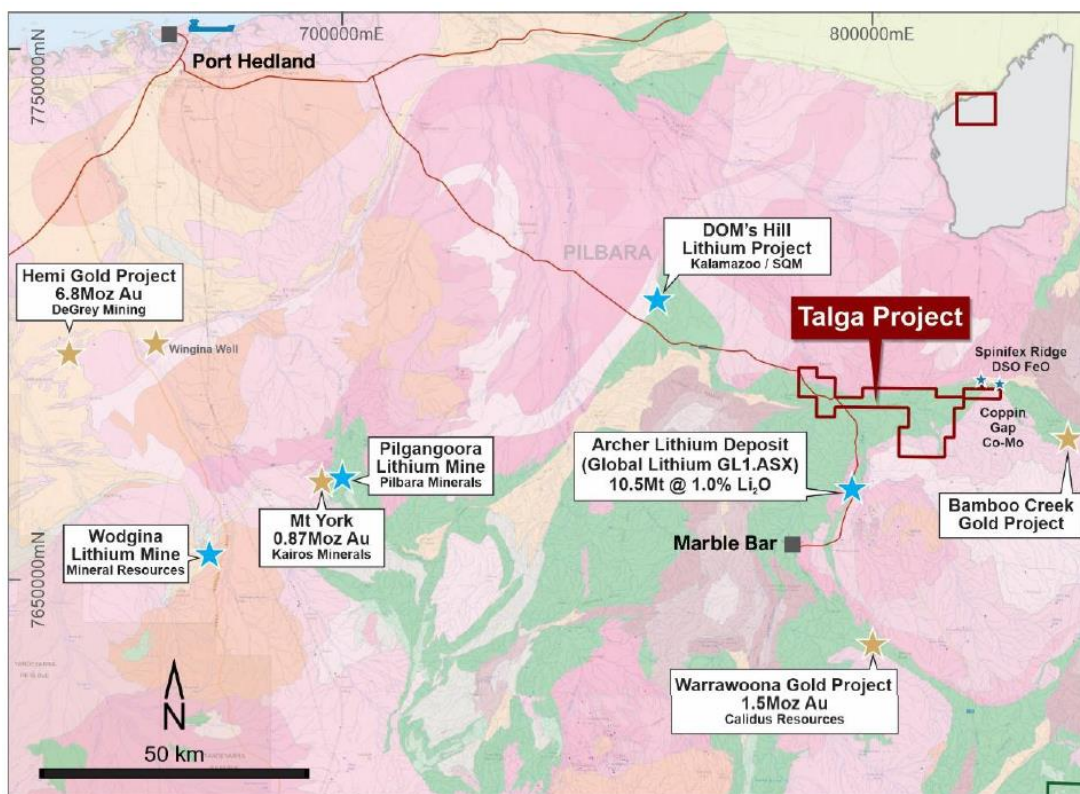 700000mE
800000mE
7750000mN
Port Hedland
PILBARA
DOM's Hill
Lithium Project
Kalamazoo / SQM
Hemi Gold Project
6.8Moz Au
DeGrey Mining
Wingina Well
Talga Project
Spinifex Ridge
DSO FeO
Coppin
Gap
Co-Mo
Pilgangoora
Lithium Mine
Pilbara Minerals
Archer Lithium Deposit
(Global Lithium GL1.ASX)
10.5Mt @ 1.0% Li₂O
Bamboo Creek
Gold Project
Mt York
0.87Moz Au
Kairos Minerals
Wodgina
Lithium Mine
Mineral Resources
Marble Bar
7650000mN
Warrawoona Gold Project
1.5Moz Au
Calidus Resources
N
50 km